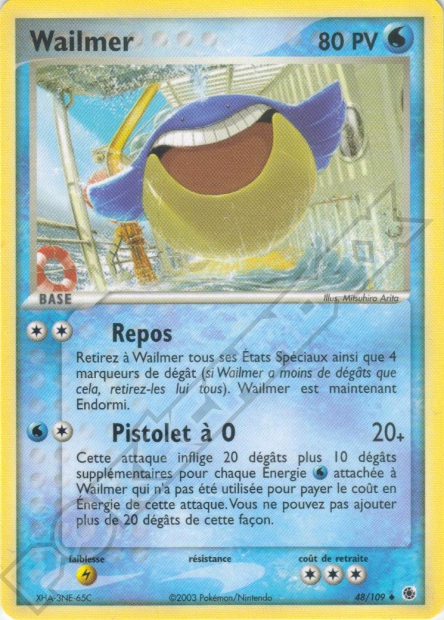 Wailmer 80 PV
BASE
Illus. Mitsuhiro Arita
Repos
Retirez à Wailmer tous ses États Spéciaux ainsi que 4
marqueurs de dégât (si Wailmer a moins de dégâts que
cela, retirez-les lui tous). Wailmer est maintenant
Endormi.
Pistolet à O 20+
Cette attaque inflige 20 dégâts plus 10 dégâts
supplémentaires pour chaque Énergie attachée à
Wailmer qui n'a pas été utilisée pour payer le coût en
Énergie de cette attaque. Vous ne pouvez pas ajouter
plus de 20 dégâts de cette façon.
faiblesse résistance coût de retraite
XHA-3NE-65C ©2003 Pokémon/Nintendo 48/109